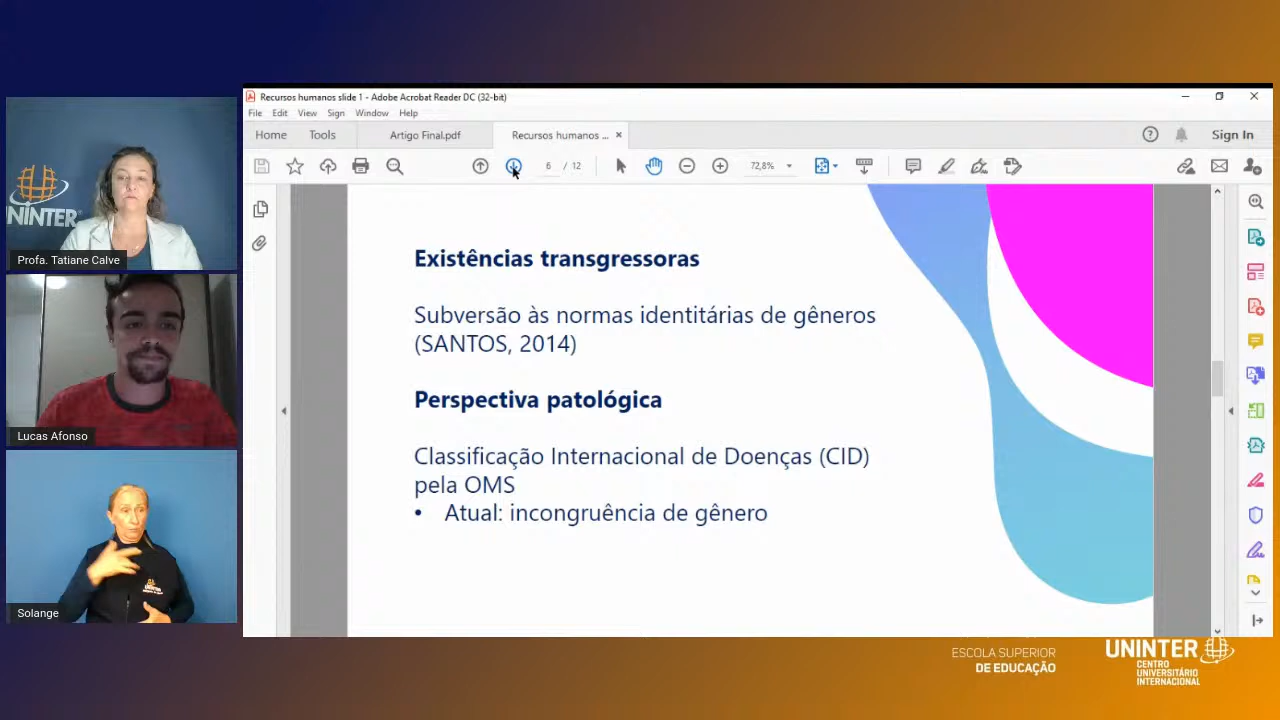 UNINTER
Profa. Tatiane Calve
Lucas Afonso
Solange
Recursos humanos slide 1 - Adobe Acrobat Reader DC (32-bit)
File Edit View Sign Window Help
Home Tools Artigo Final.pdf Recursos humanos ... × Sign In
6 / 12 72,8%
Existências transgressoras
Subversão às normas identitárias de gêneros
(SANTOS, 2014)
Perspectiva patológica
Classificação Internacional de Doenças (CID)
pela OMS
• Atual: incongruência de gênero
ESCOLA SUPERIOR
DE EDUCAÇÃO
UNINTER
CENTRO
UNIVERSITÁRIO
INTERNACIONAL